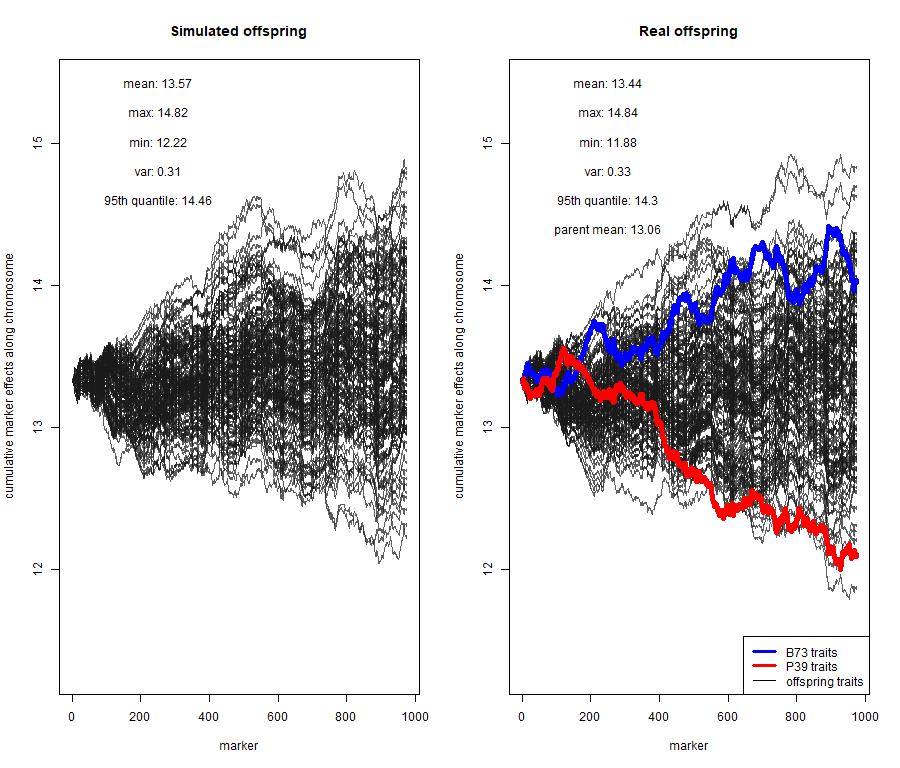 Simulated offspring
mean: 13.57
max: 14.82
min: 12.22
var: 0.31
95th quantile: 14.46
cumulative marker effects along chromosome
15
14
13
12
0 200 400 600 800 1000
marker
Real offspring
mean: 13.44
max: 14.84
min: 11.88
var: 0.33
95th quantile: 14.3
parent mean: 13.06
cumulative marker effects along chromosome
15
14
13
12
B73 traits
P39 traits
offspring traits
0 200 400 600 800 1000
marker